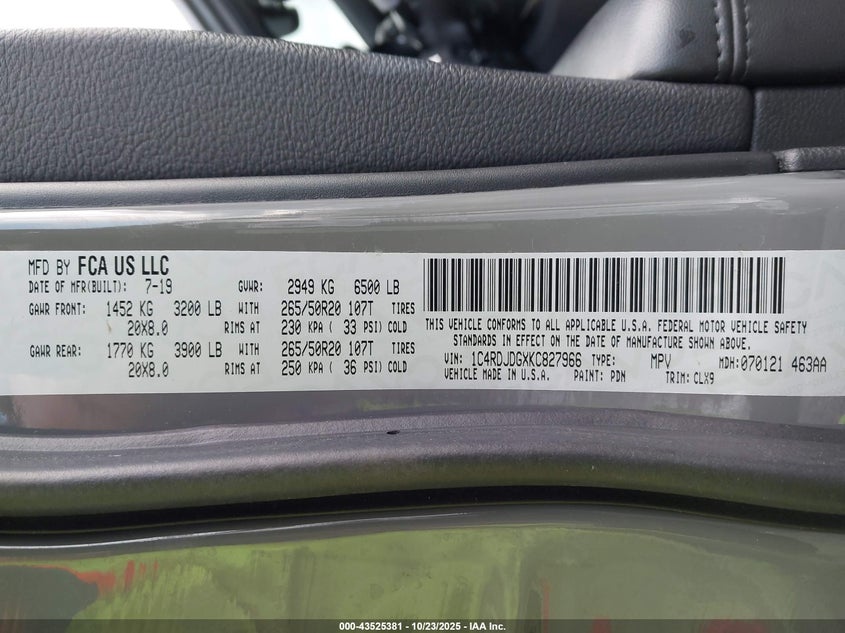 MFD BY FCA US LLC
DATE OF MFR(BUILT): 7-19 GVWR: 2949 KG 6500 LB
GAWR FRONT: 1452 KG 3200 LB WITH 265/50R20 107T TIRES
20X8.0 RIMS AT 230 KPA ( 33 PSI) COLD
GAWR REAR: 1770 KG 3900 LB WITH 265/50R20 107T TIRES
20X8.0 RIMS AT 250 KPA ( 36 PSI) COLD
THIS VEHICLE CONFORMS TO ALL APPLICABLE U.S.A. FEDERAL MOTOR VEHICLE SAFETY
STANDARDS IN EFFECT ON THE DATE OF MANUFACTURE SHOWN ABOVE.
VIN: 1C4RDJDGXKC827966 TYPE: MPV MDH: 070121 463AA
VEHICLE MADE IN U.S.A. PAINT: PDN TRIM: CLX9
000-43525381 - 10/23/2025 - IAA Inc.